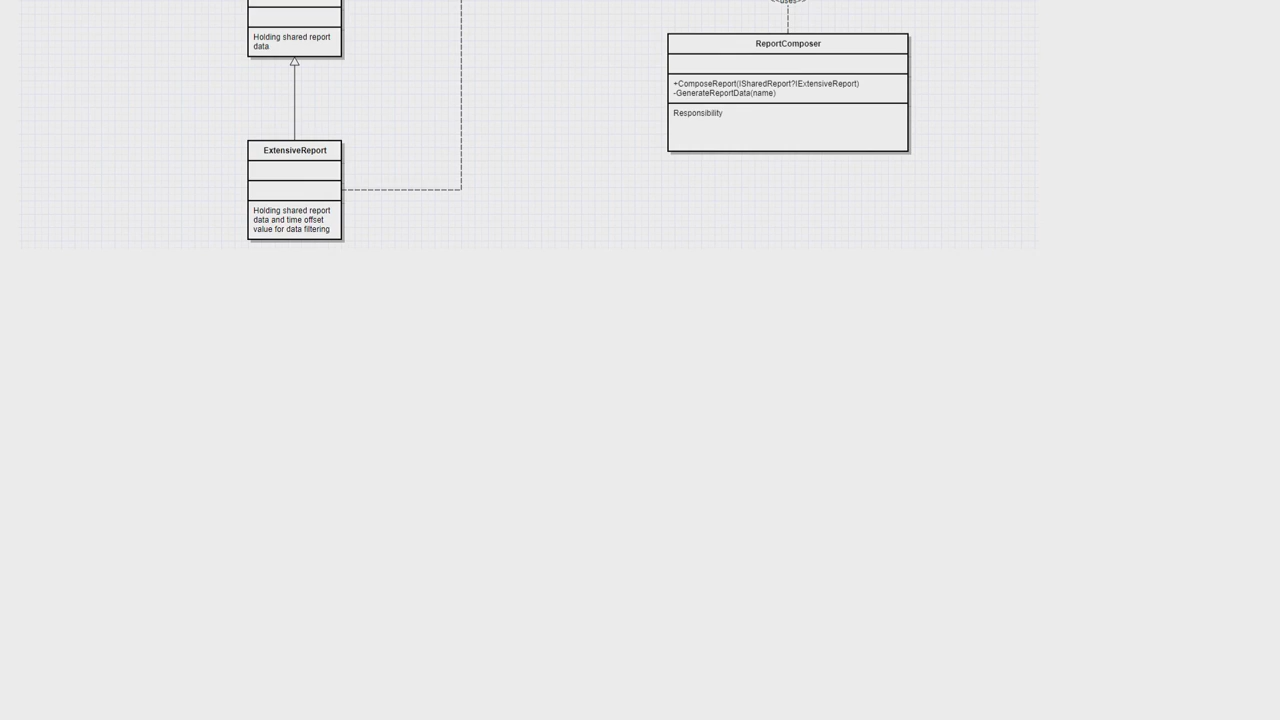 <<uses>>
Holding shared report
data
ReportComposer
+ComposeReport(ISharedReport?IExtensiveReport)
-GenerateReportData(name)
Responsibility
ExtensiveReport
Holding shared report
data and time offset
value for data filtering